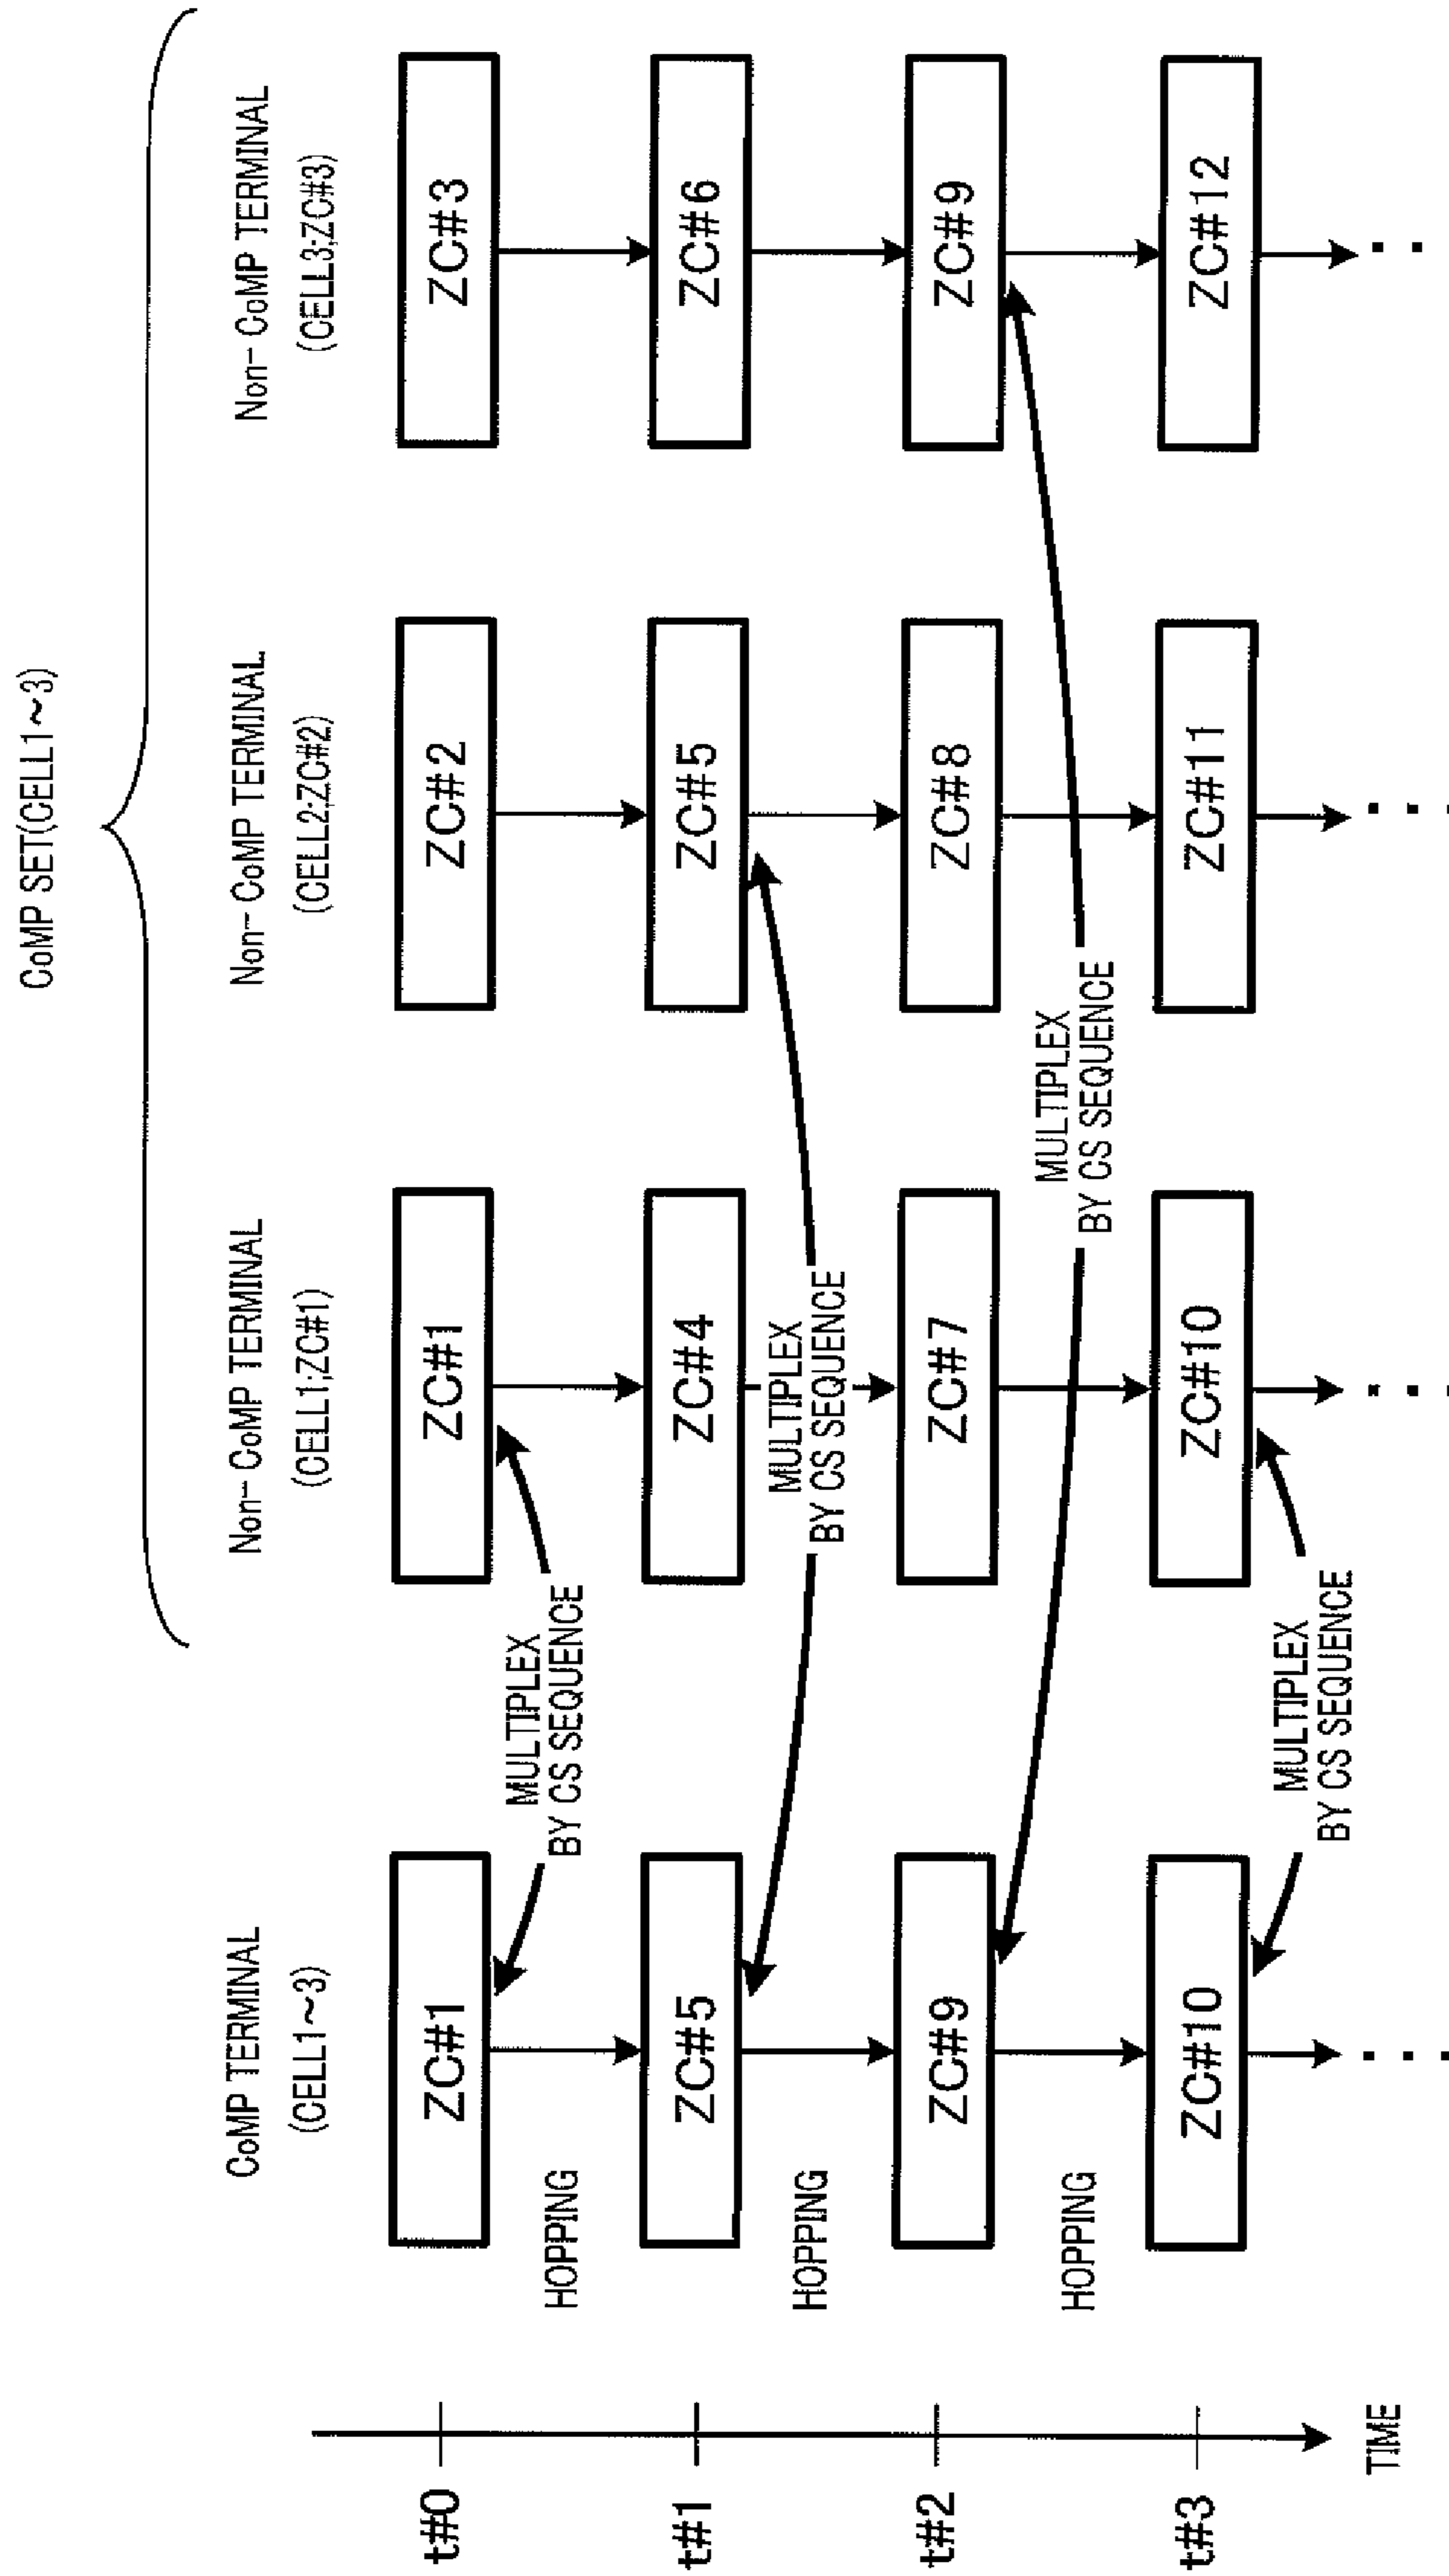 CoMP SET(CELL1~3)
CoMP TERMINAL
(CELL1~3)
Non- CoMP TERMINAL
(CELL1;ZC#1)
Non- CoMP TERMINAL
(CELL2;ZC#2)
Non- CoMP TERMINAL
(CELL3;ZC#3)
t#0
ZC#1
ZC#1
ZC#2
ZC#3
HOPPING
MULTIPLEX
BY CS SEQUENCE
t#1
ZC#5
ZC#4
ZC#5
ZC#6
HOPPING
MULTIPLEX
BY CS SEQUENCE
t#2
ZC#9
ZC#7
ZC#8
ZC#9
HOPPING
MULTIPLEX
BY CS SEQUENCE
t#3
ZC#10
ZC#10
ZC#11
ZC#12
MULTIPLEX
BY CS SEQUENCE
TIME